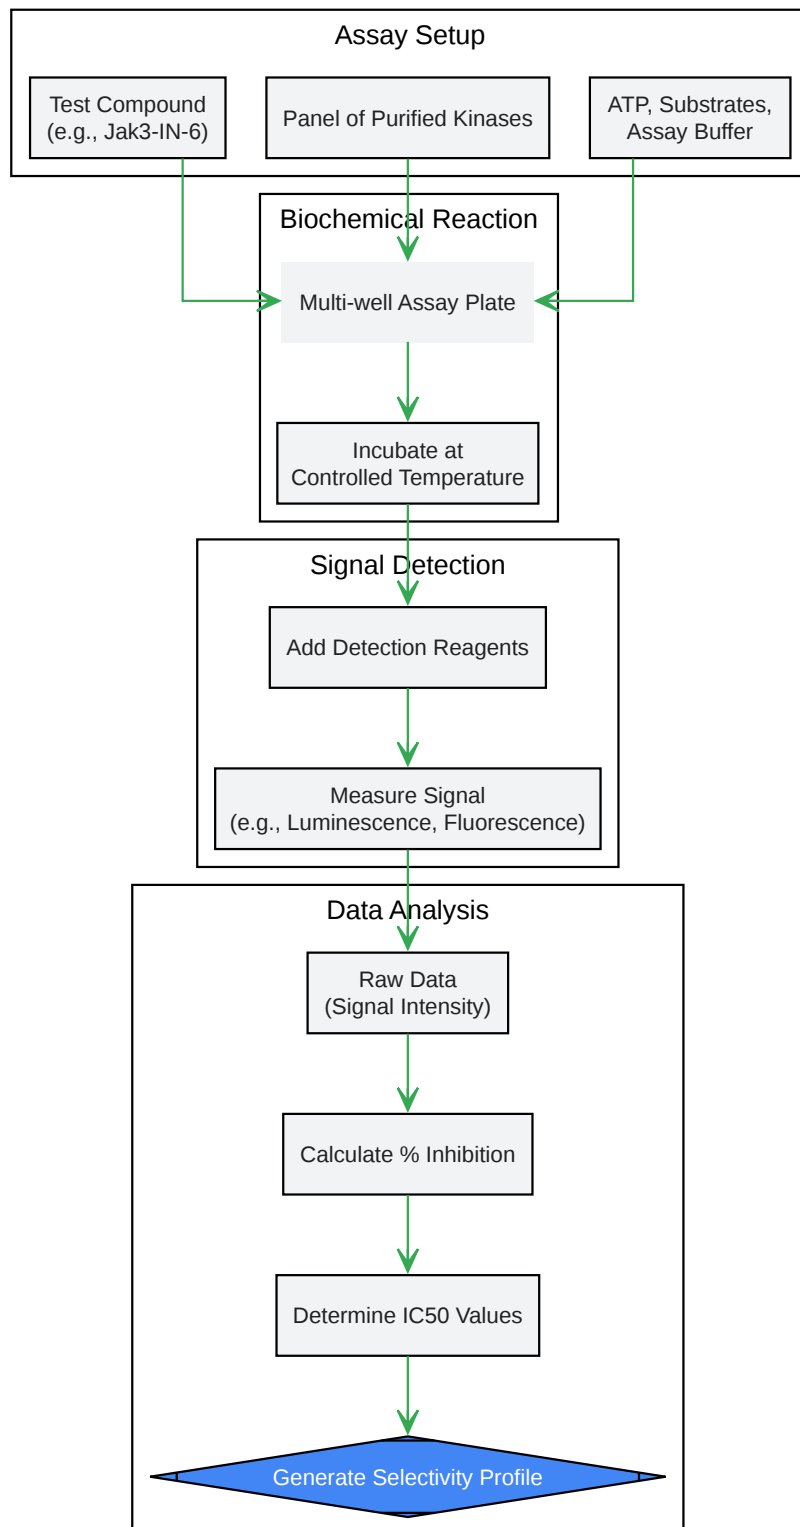 Assay Setup
Test Compound
(e.g., Jak3-IN-6)
Panel of Purified Kinases
ATP, Substrates,
Assay Buffer
Biochemical Reaction
Multi-well Assay Plate
Incubate at
Controlled Temperature
Signal Detection
Add Detection Reagents
Measure Signal
(e.g., Luminescence, Fluorescence)
Data Analysis
Raw Data
(Signal Intensity)
Calculate % Inhibition
Determine IC50 Values
Generate Selectivity Profile